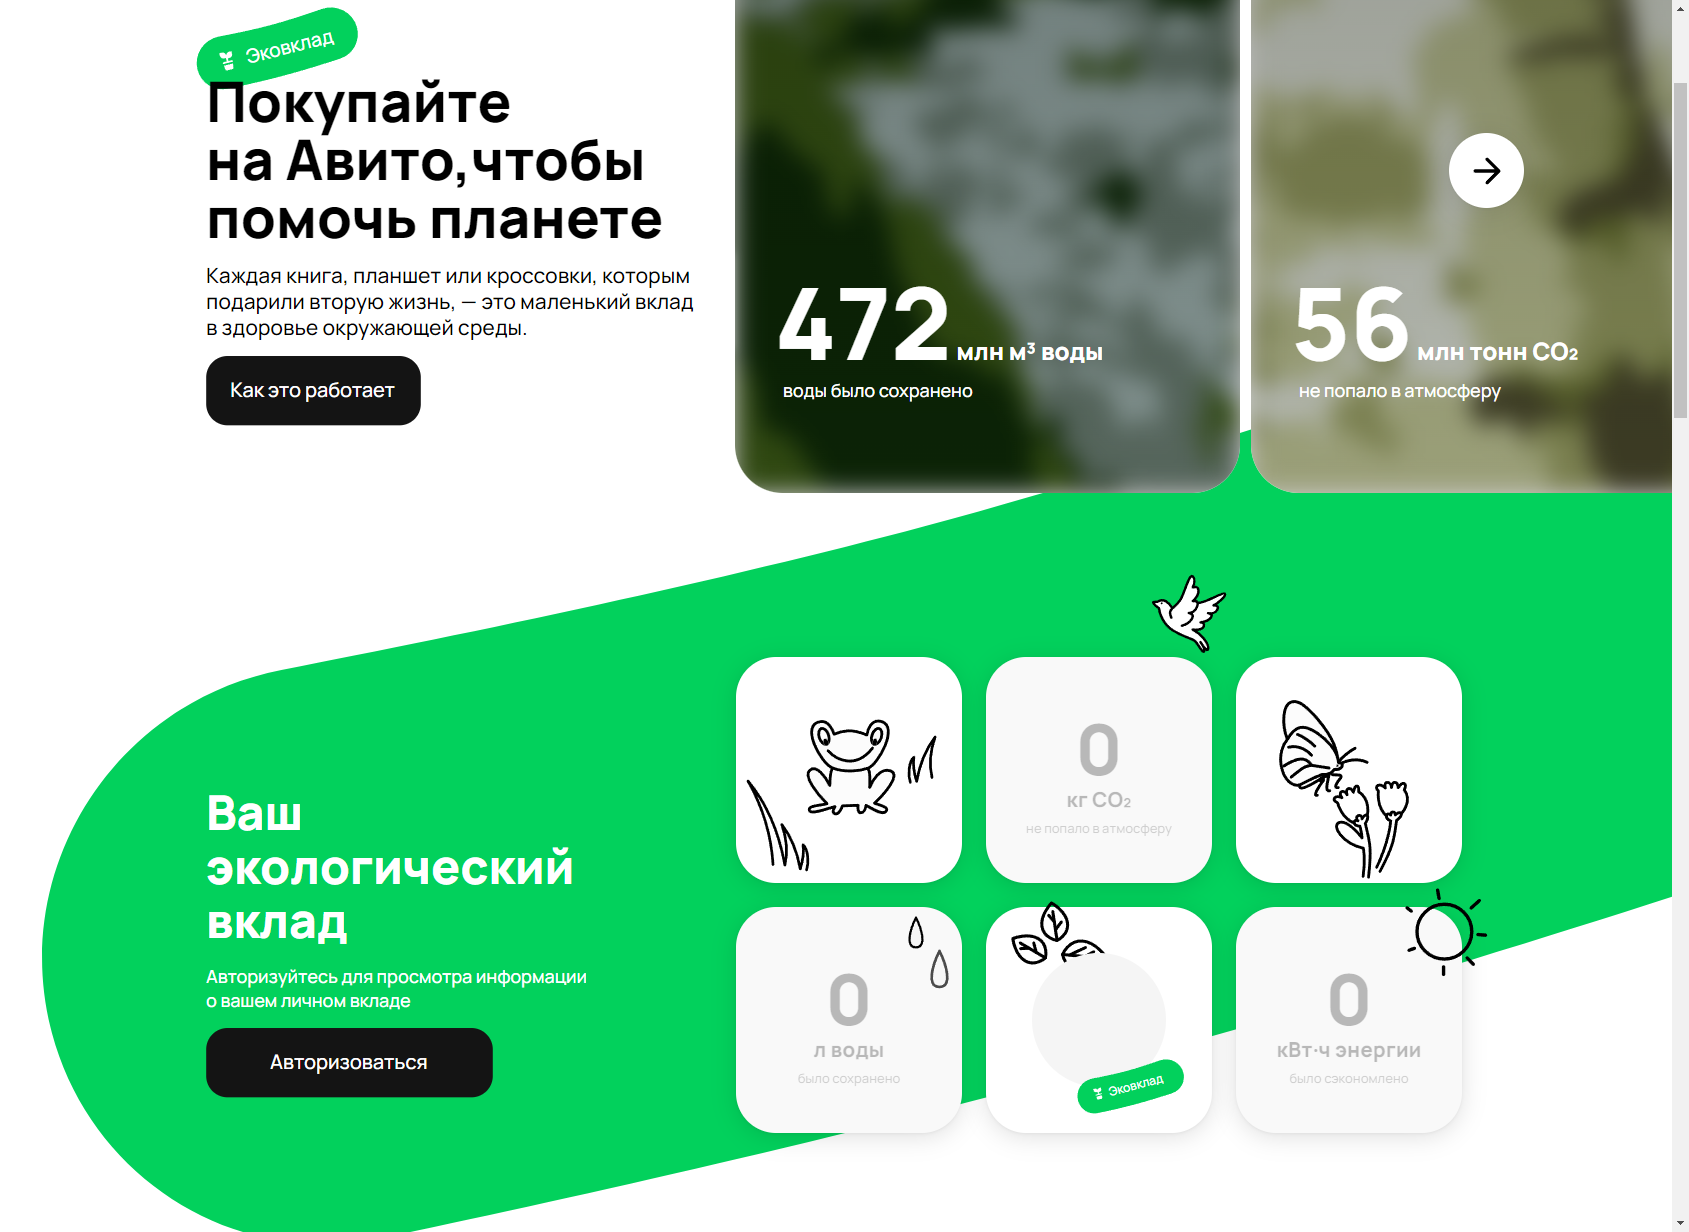 Эковклад
Покупайте
на Авито,чтобы
помочь планете
Каждая книга, планшет или кроссовки, которым
подарили вторую жизнь, — это маленький вклад
в здоровье окружающей среды.
Как это работает
472 млн м³ воды
воды было сохранено
56 млн тонн CO₂
не попало в атмосферу
Ваш
экологический
вклад
Авторизуйтесь для просмотра информации
о вашем личном вкладе
Авторизоваться
0
кг CO₂
не попало в атмосферу
0
л воды
было сохранено
Эковклад
0
кВт·ч энергии
было сэкономлено